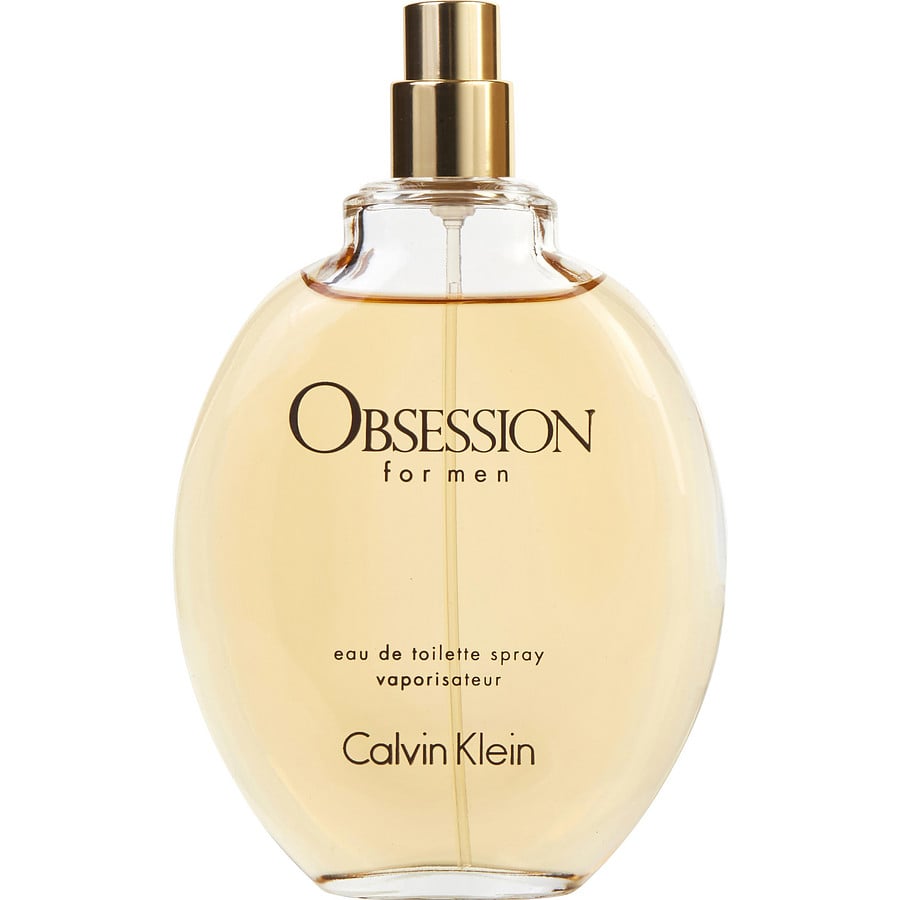 OBSESSION
for men
eau de toilette spray
vaporisateur
Calvin Klein